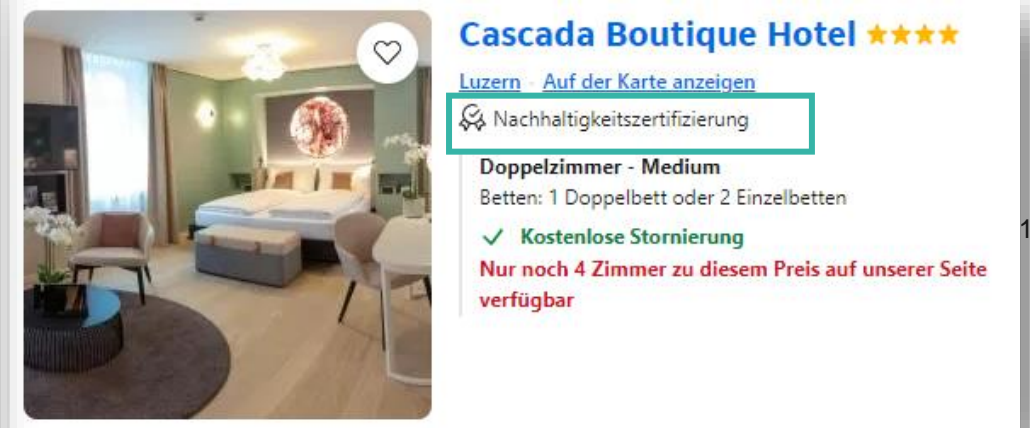 Cascada Boutique Hotel
Luzern Auf der Karte anzeigen
Nachhaltigkeitszertifizierung
Doppelzimmer - Medium
Betten: 1 Doppelbett oder 2 Einzelbetten
Kostenlose Stornierung
Nur noch 4 Zimmer zu diesem Preis auf unserer Seite
verfügbar
1